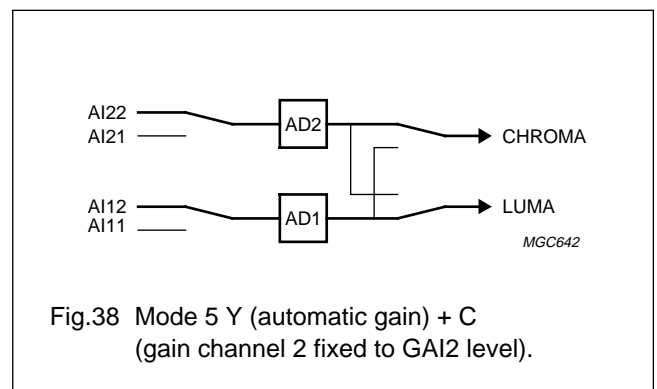 AI22
AI21
AD2
CHROMA
AI12
AI11
AD1
LUMA
MGC642
Fig.38 Mode 5 Y (automatic gain) + C
(gain channel 2 fixed to GAI2 level).